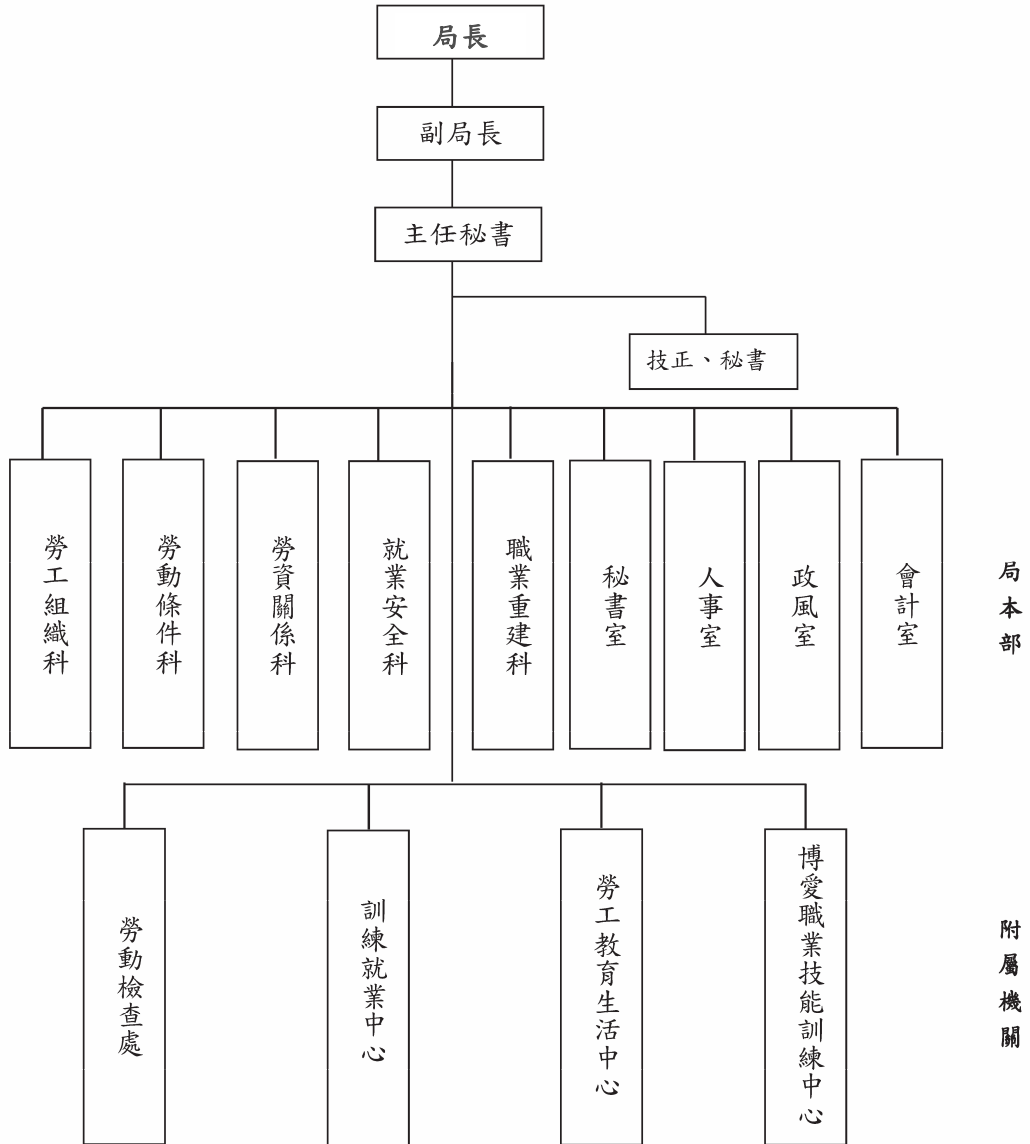 局長
副局長
主任秘書
技正、秘書
勞工組織科
勞動條件科
勞資關係科
就業安全科
職業重建科
秘書室
人事室
政風室
會計室
局本部
勞動檢查處
訓練就業中心
勞工教育生活中心
博愛職業技能訓練中心
附屬機關